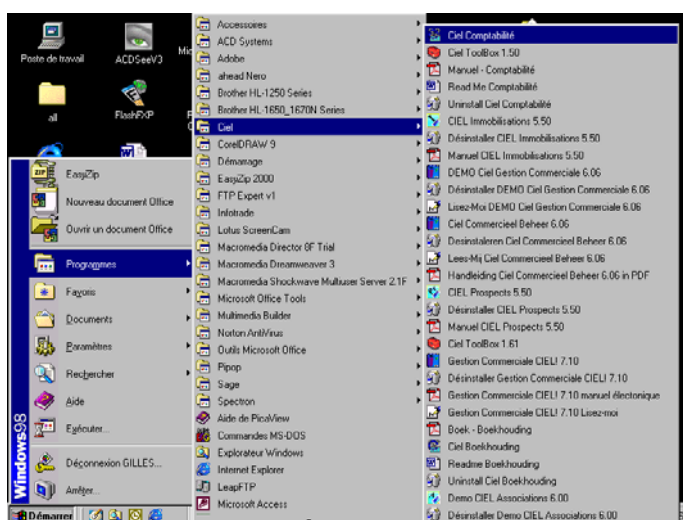 Poste de travail
ACDSeeV3
all
FlashFXP
EasyZip
Nouveau document Office
Ouvrir un document Office
Programmes
Favoris
Documents
Paramètres
Rechercher
Aide
Exécuter...
Déconnexion GILLES...
Arrêter...
Windows98
Démarrer
Accessoires
ACD Systems
Adobe
ahead Nero
Brother HL-1250 Series
Brother HL-1650_1670N Series
Ciel
CorelDRAW 9
Démarrage
EasyZip 2000
FTP Expert v1
Infotrade
Lotus ScreenCam
Macromedia Director 8F Trial
Macromedia Dreamweaver 3
Macromedia Shockwave Multiuser Server 2.1F
Microsoft Office Tools
Multimedia Builder
Norton AntiVirus
Outils Microsoft Office
Pipop
Sage
Spectron
Aide de PicaView
Commandes MS-DOS
Explorateur Windows
Internet Explorer
LeapFTP
Microsoft Access
Ciel Comptabilité
Ciel ToolBox 1.50
Manuel - Comptabilité
Read Me Comptabilité
Uninstall Ciel Comptabilité
CIEL Immobilisations 5.50
Désinstaller CIEL Immobilisations 5.50
Manuel CIEL Immobilisations 5.50
DEMO Ciel Gestion Commerciale 6.06
Désinstaller DEMO Ciel Gestion Commerciale 6.06
Lisez-Moi DEMO Ciel Gestion Commerciale 6.06
Ciel Commercieel Beheer 6.06
Desinstaleren Ciel Commercieel Beheer 6.06
Lees-Mij Ciel Commercieel Beheer 6.06
Handleiding Ciel Commercieel Beheer 6.06 in PDF
CIEL Prospects 5.50
Désinstaller CIEL Prospects 5.50
Manuel CIEL Prospects 5.50
Ciel ToolBox 1.61
Gestion Commerciale CIEL! 7.10
Désinstaller Gestion Commerciale CIEL! 7.10
Gestion Commerciale CIEL! 7.10 manuel électonique
Gestion Commerciale CIEL! 7.10 Lisez-moi
Boek - Boekhouding
Ciel Boekhouding
Readme Boekhouding
Uninstall Ciel Boekhouding
Demo CIEL Associations 6.00
Désinstaller Demo CIEL Associations 6.00